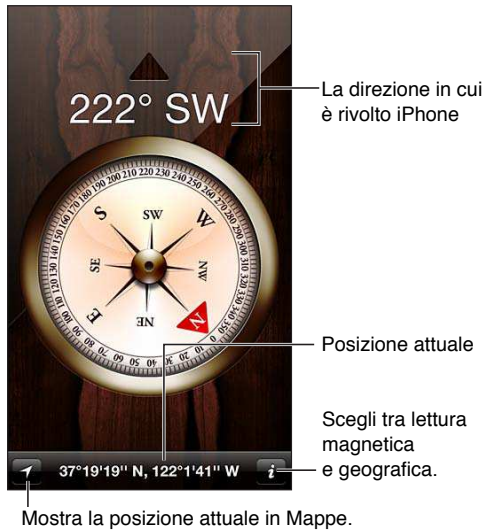 222° SW
La direzione in cui
è rivolto iPhone
S
SW
W
SE
NW
E
NE
N
Posizione attuale
Scegli tra lettura
magnetica
e geografica.
37°19'19" N, 122°1'41" W
i
Mostra la posizione attuale in Mappe.